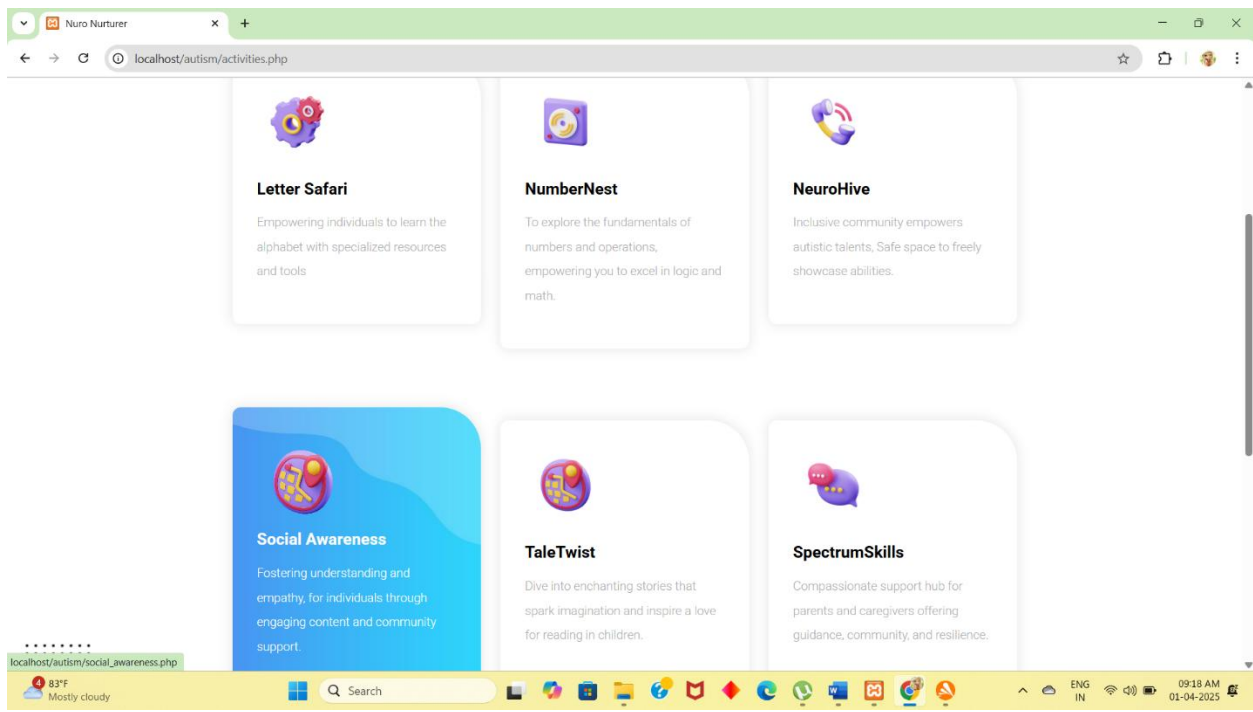 Nuro Nurturer
localhost/autism/activities.php
Letter Safari
Empowering individuals to learn the
alphabet with specialized resources
and tools
NumberNest
To explore the fundamentals of
numbers and operations,
empowering you to excel in logic and
math.
NeuroHive
Inclusive community empowers
autistic talents, Safe space to freely
showcase abilities.
Social Awareness
Fostering understanding and
empathy, for individuals through
engaging content and community
support.
TaleTwist
Dive into enchanting stories that
spark imagination and inspire a love
for reading in children.
SpectrumSkills
Compassionate support hub for
parents and caregivers offering
guidance, community, and resilience.
localhost/autism/social_awareness.php
4
83°F
Mostly cloudy
Search
ENG
IN
09:18 AM
01-04-2025